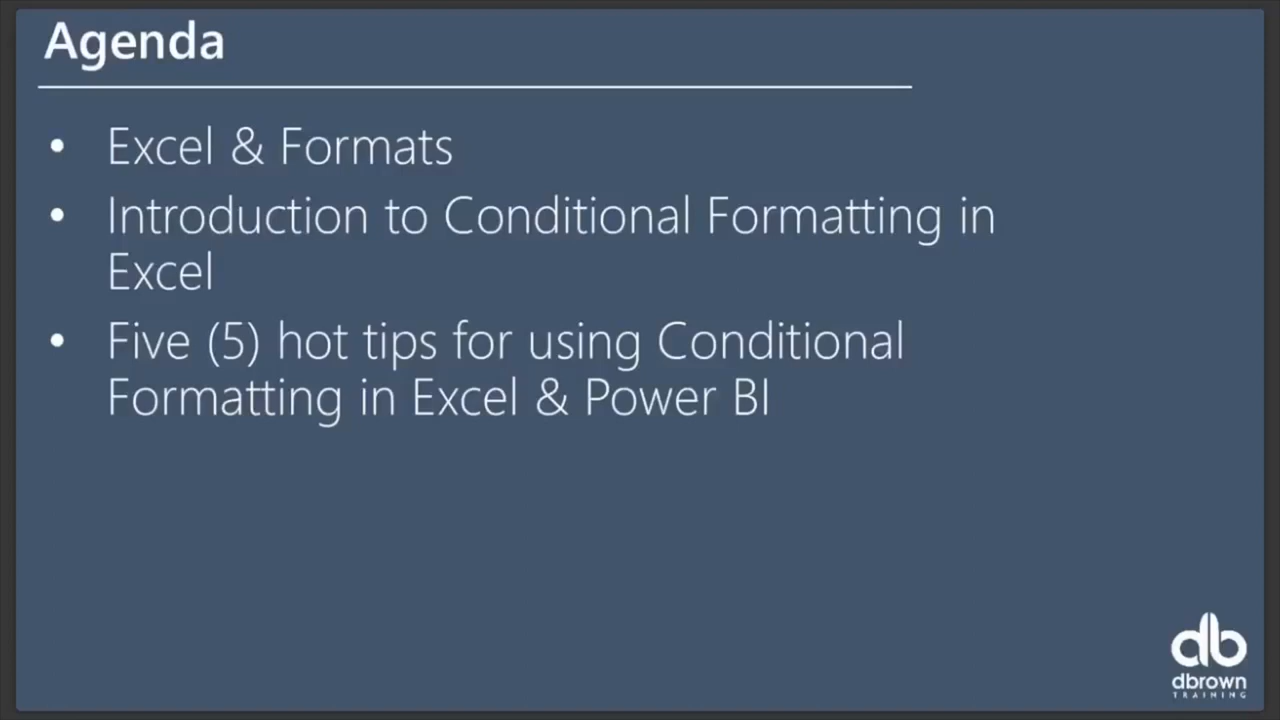 Agenda
• Excel & Formats
• Introduction to Conditional Formatting in
Excel
• Five (5) hot tips for using Conditional
Formatting in Excel & Power BI
db
dbrown
TRAINING